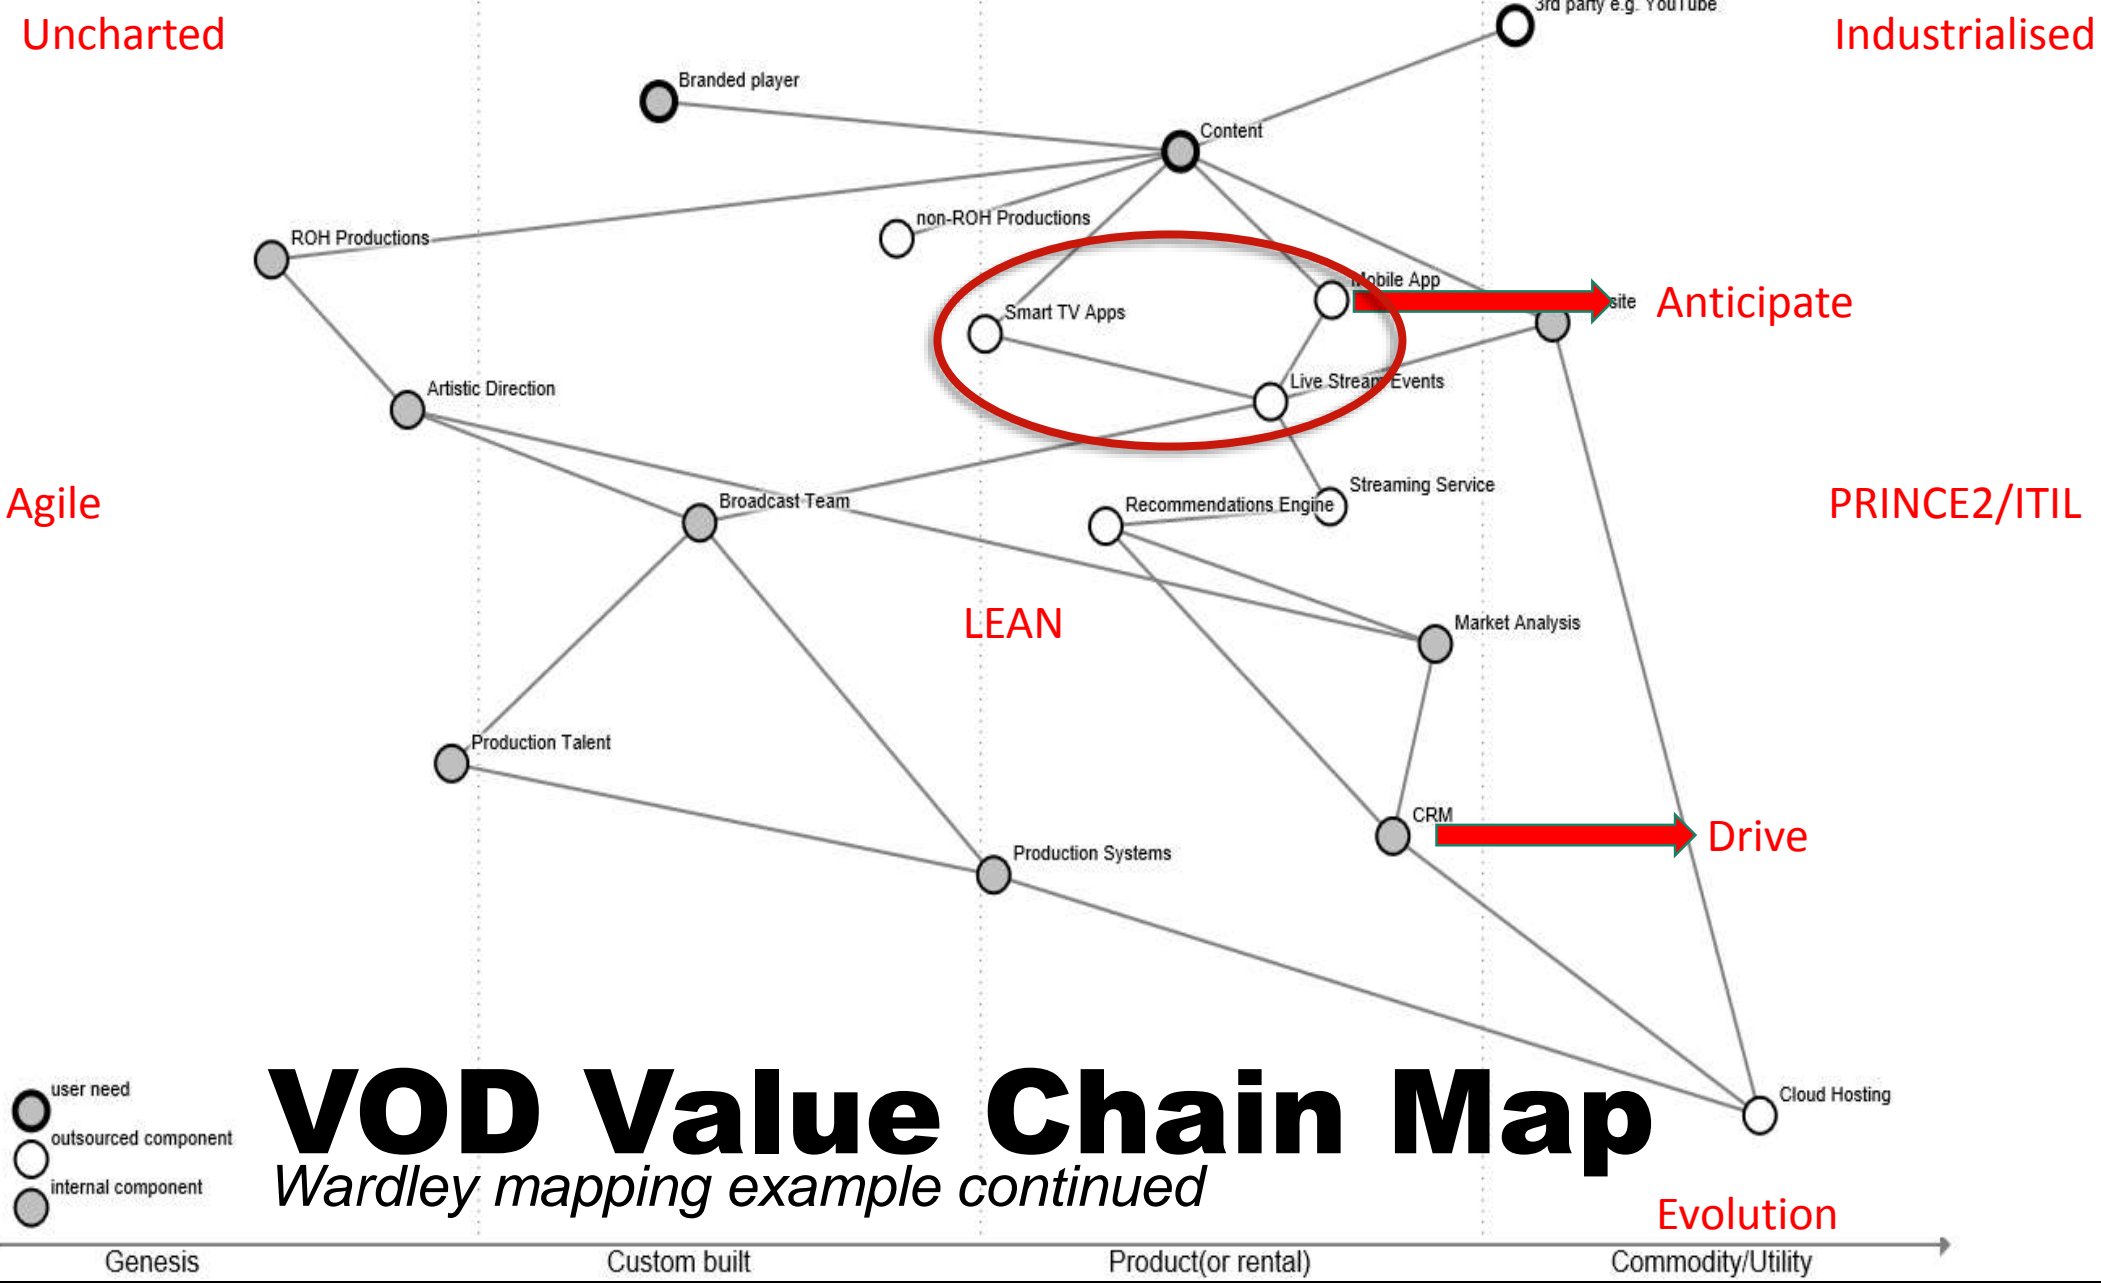 3rd party e.g. YouTube
Uncharted
Industrialised
Branded player
Content
non-ROH Productions
ROH Productions
Mobile App
site
Anticipate
Smart TV Apps
Live Stream Events
Artistic Direction
Agile
Broadcast Team
Recommendations Engine
Streaming Service
PRINCE2/ITIL
LEAN
Market Analysis
Production Talent
CRM
Drive
Production Systems
user need
outsourced component
internal component
VOD Value Chain Map
Wardley mapping example continued
Cloud Hosting
Evolution
Genesis
Custom built
Product(or rental)
Commodity/Utility